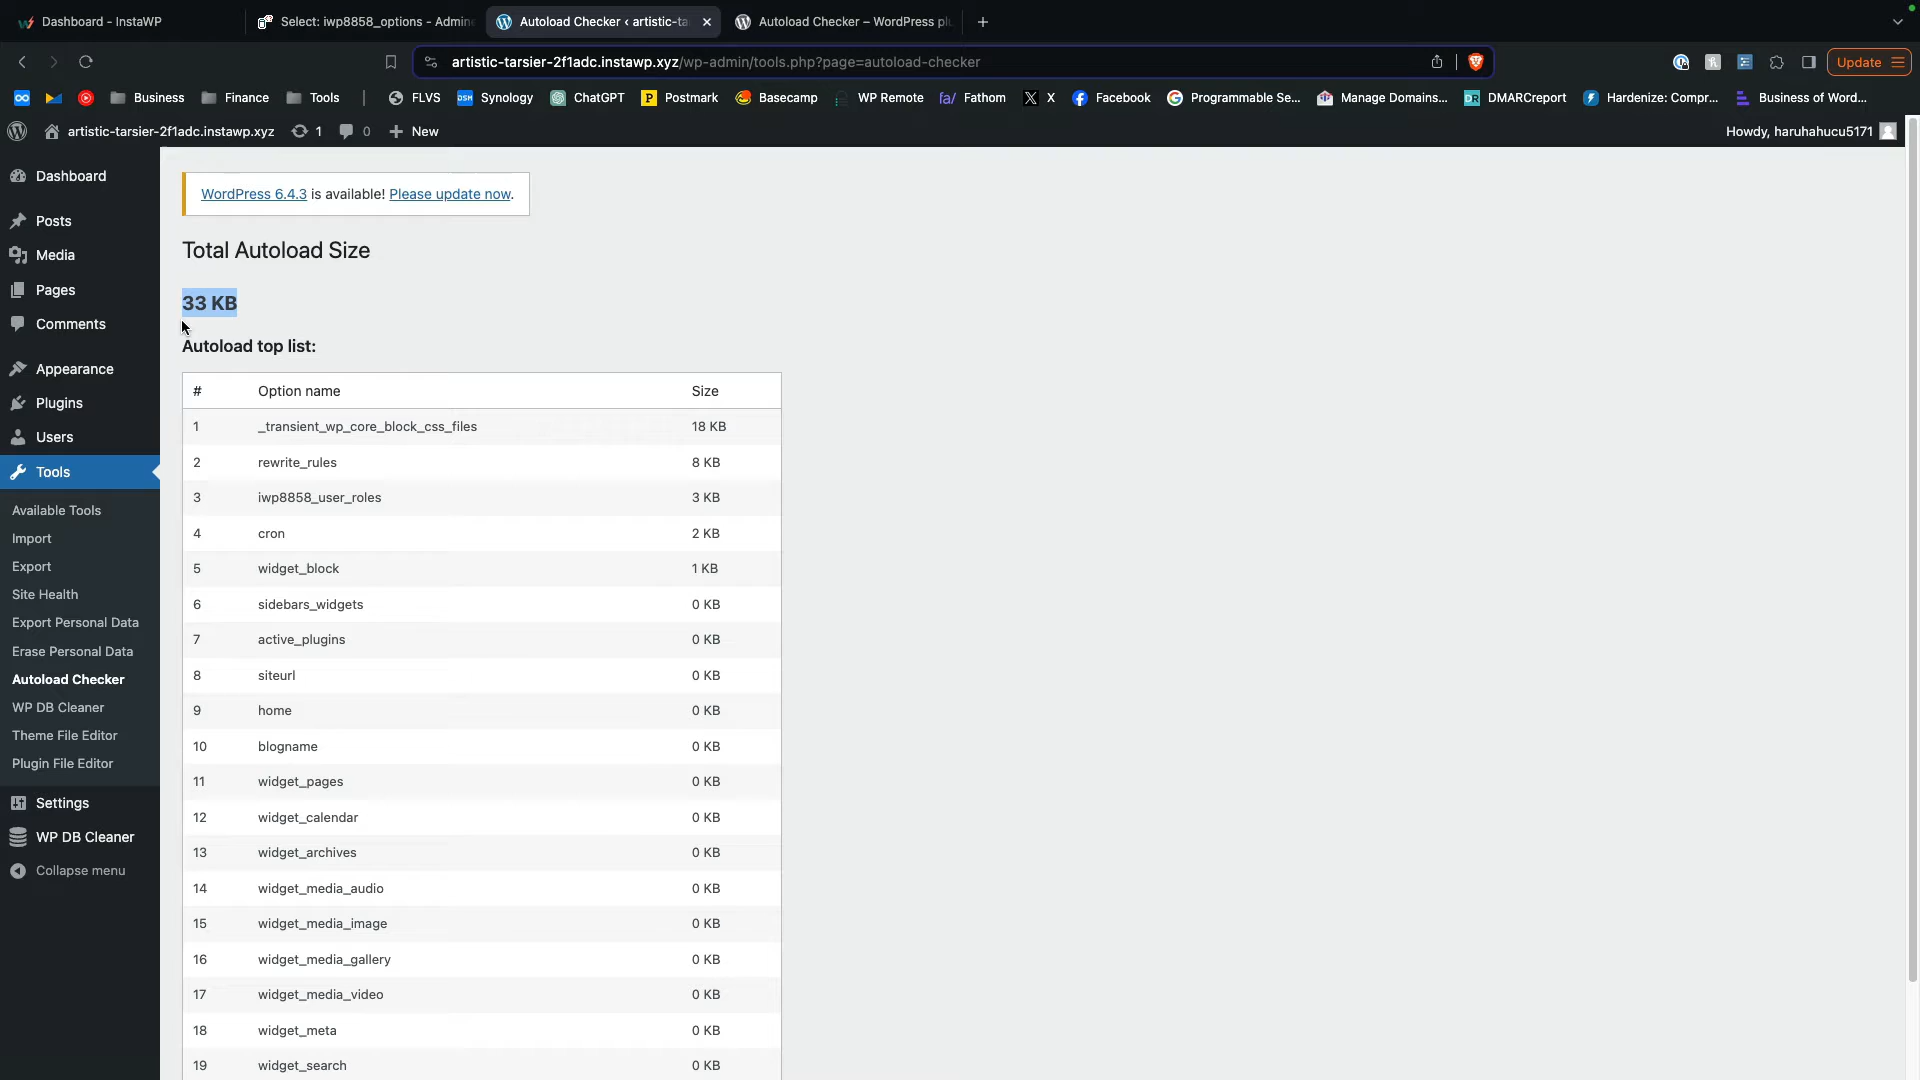 Dashboard - InstaWP
Select: iwp8858_options - Admine
Autoload Checker ‹ artistic-ta
Autoload Checker – WordPress pl
artistic-tarsier-2f1adc.instawp.xyz/wp-admin/tools.php?page=autoload-checker
Update
Business
Finance
Tools
FLVS
Synology
ChatGPT
Postmark
Basecamp
WP Remote
Fathom
X
Facebook
Programmable Se...
Manage Domains...
DMARCreport
Hardenize: Compr...
Business of Word...
artistic-tarsier-2f1adc.instawp.xyz
1
0
New
Howdy, haruhahucu5171
Dashboard
Posts
Media
Pages
Comments
Appearance
Plugins
Users
Tools
Available Tools
Import
Export
Site Health
Export Personal Data
Erase Personal Data
Autoload Checker
WP DB Cleaner
Theme File Editor
Plugin File Editor
Settings
WP DB Cleaner
Collapse menu
WordPress 6.4.3 is available! Please update now.
Total Autoload Size
33 KB
Autoload top list:
# Option name Size
1 _transient_wp_core_block_css_files 18 KB
2 rewrite_rules 8 KB
3 iwp8858_user_roles 3 KB
4 cron 2 KB
5 widget_block 1 KB
6 sidebars_widgets 0 KB
7 active_plugins 0 KB
8 siteurl 0 KB
9 home 0 KB
10 blogname 0 KB
11 widget_pages 0 KB
12 widget_calendar 0 KB
13 widget_archives 0 KB
14 widget_media_audio 0 KB
15 widget_media_image 0 KB
16 widget_media_gallery 0 KB
17 widget_media_video 0 KB
18 widget_meta 0 KB
19 widget_search 0 KB